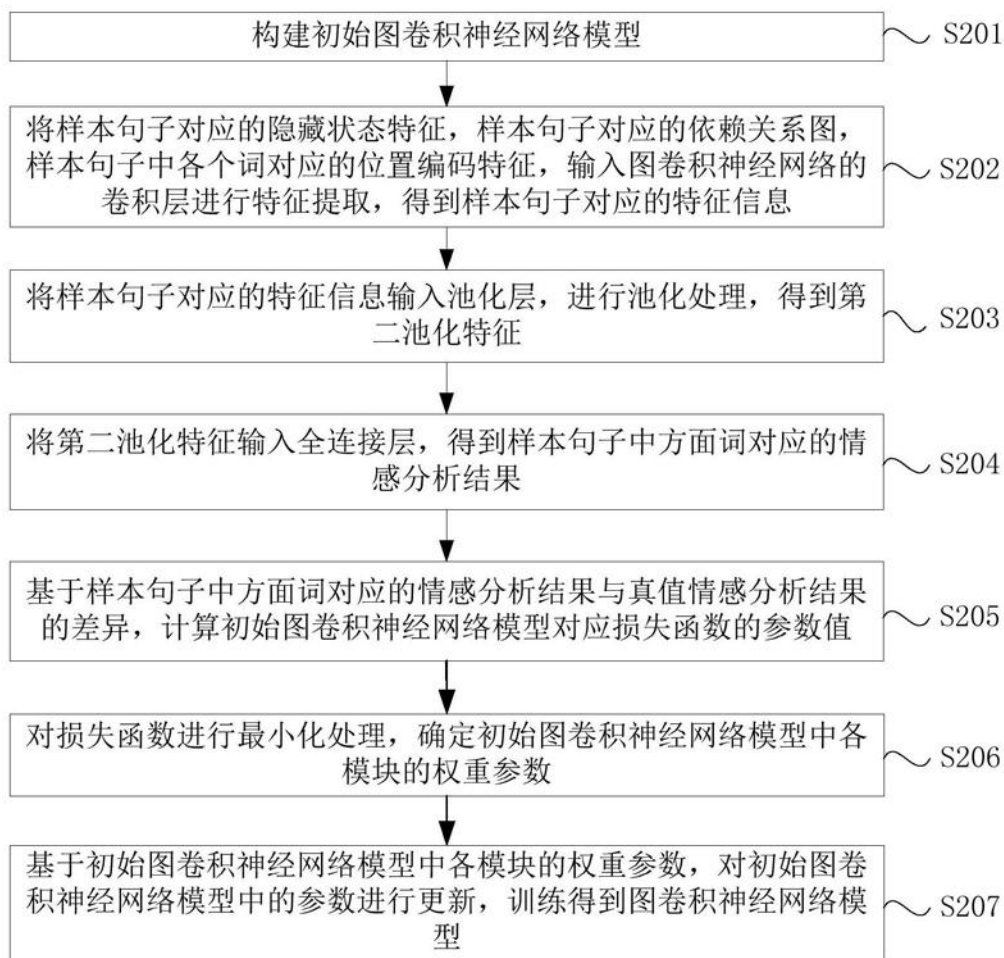 构建初始图卷积神经网络模型
S201
将样本句子对应的隐藏状态特征，样本句子对应的依赖关系图，
样本句子中各个词对应的位置编码特征，输入图卷积神经网络的
卷积层进行特征提取，得到样本句子对应的特征信息
S202
将样本句子对应的特征信息输入池化层，进行池化处理，得到第
二池化特征
S203
将第二池化特征输入全连接层，得到样本句子中方面词对应的情
感分析结果
S204
基于样本句子中方面词对应的情感分析结果与真值情感分析结果
的差异，计算初始图卷积神经网络模型对应损失函数的参数值
S205
对损失函数进行最小化处理，确定初始图卷积神经网络模型中各
模块的权重参数
S206
基于初始图卷积神经网络模型中各模块的权重参数，对初始图卷
积神经网络模型中的参数进行更新，训练得到图卷积神经网络模
型
S207